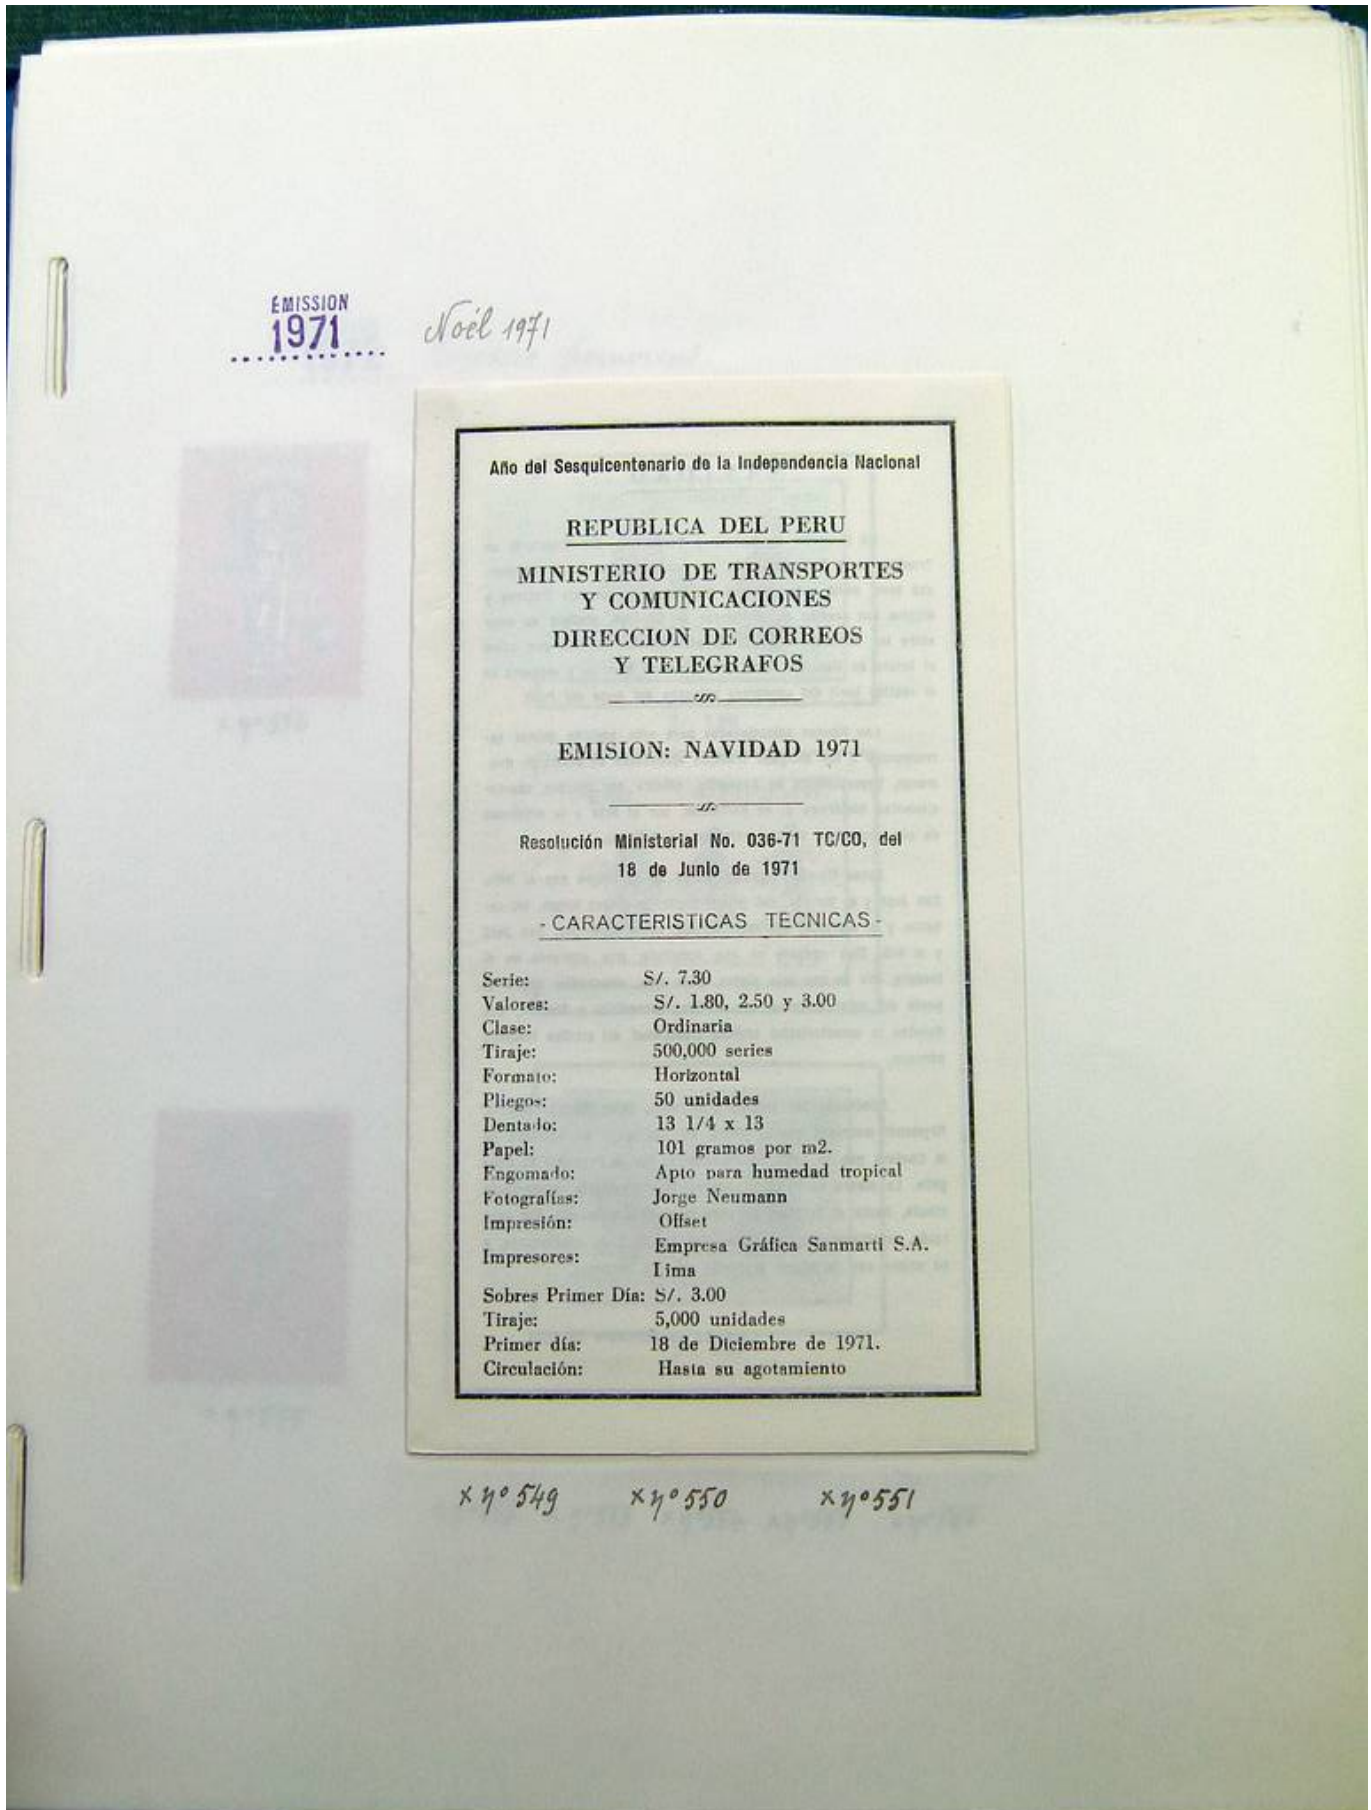 ÉMISSION
1971
Noël 1971
Año del Sesquicentenario de la Independencia Nacional
REPUBLICA DEL PERU
MINISTERIO DE TRANSPORTES
Y COMUNICACIONES
DIRECCION DE CORREOS
Y TELEGRAFOS
EMISION: NAVIDAD 1971
Resolución Ministerial No. 036-71 TC/CO, del
18 de Junio de 1971
- CARACTERISTICAS TECNICAS -
Serie: S/. 7.30
Valores: S/. 1.80, 2.50 y 3.00
Clase: Ordinaria
Tiraje: 500,000 series
Formato: Horizontal
Pliegos: 50 unidades
Dentado: 13 1/4 x 13
Papel: 101 gramos por m2.
Engomado: Apto para humedad tropical
Fotografías: Jorge Neumann
Impresión: Offset
Impresores: Empresa Gráfica Sanmarti S.A.
Lima
Sobres Primer Día: S/. 3.00
Tiraje: 5,000 unidades
Primer día: 18 de Diciembre de 1971.
Circulación: Hasta su agotamiento
x nº 549 x nº 550 x nº 551